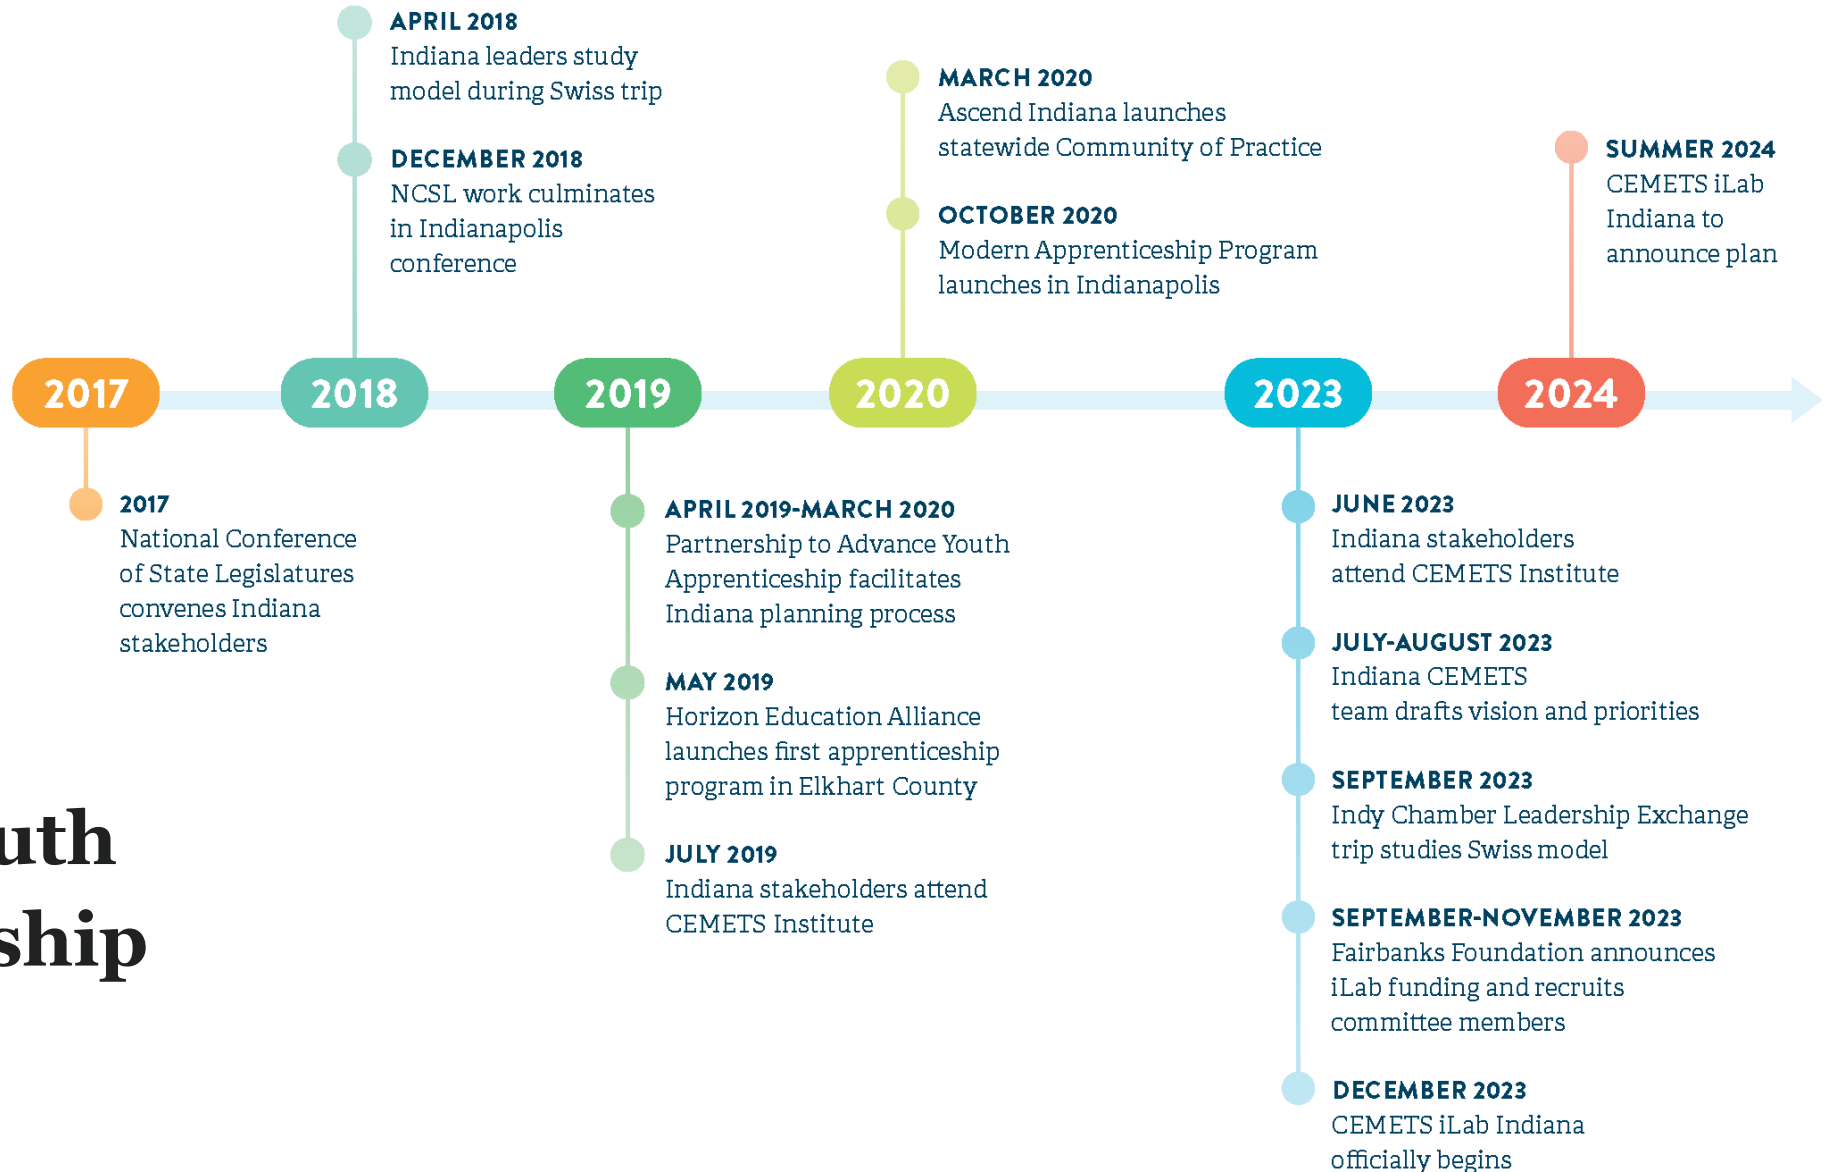 APRIL 2018
Indiana leaders study
model during Swiss trip
DECEMBER 2018
NCSL work culminates
in Indianapolis
conference
MARCH 2020
Ascend Indiana launches
statewide Community of Practice
OCTOBER 2020
Modern Apprenticeship Program
launches in Indianapolis
SUMMER 2024
CEMETS iLab
Indiana to
announce plan
2017
2018
2019
2020
2023
2024
2017
National Conference
of State Legislatures
convenes Indiana
stakeholders
APRIL 2019-MARCH 2020
Partnership to Advance Youth
Apprenticeship facilitates
Indiana planning process
MAY 2019
Horizon Education Alliance
launches first apprenticeship
program in Elkhart County
JULY 2019
Indiana stakeholders attend
CEMETS Institute
JUNE 2023
Indiana stakeholders
attend CEMETS Institute
JULY-AUGUST 2023
Indiana CEMETS
team drafts vision and priorities
SEPTEMBER 2023
Indy Chamber Leadership Exchange
trip studies Swiss model
SEPTEMBER-NOVEMBER 2023
Fairbanks Foundation announces
iLab funding and recruits
committee members
DECEMBER 2023
CEMETS iLab Indiana
officially begins
uth
ship